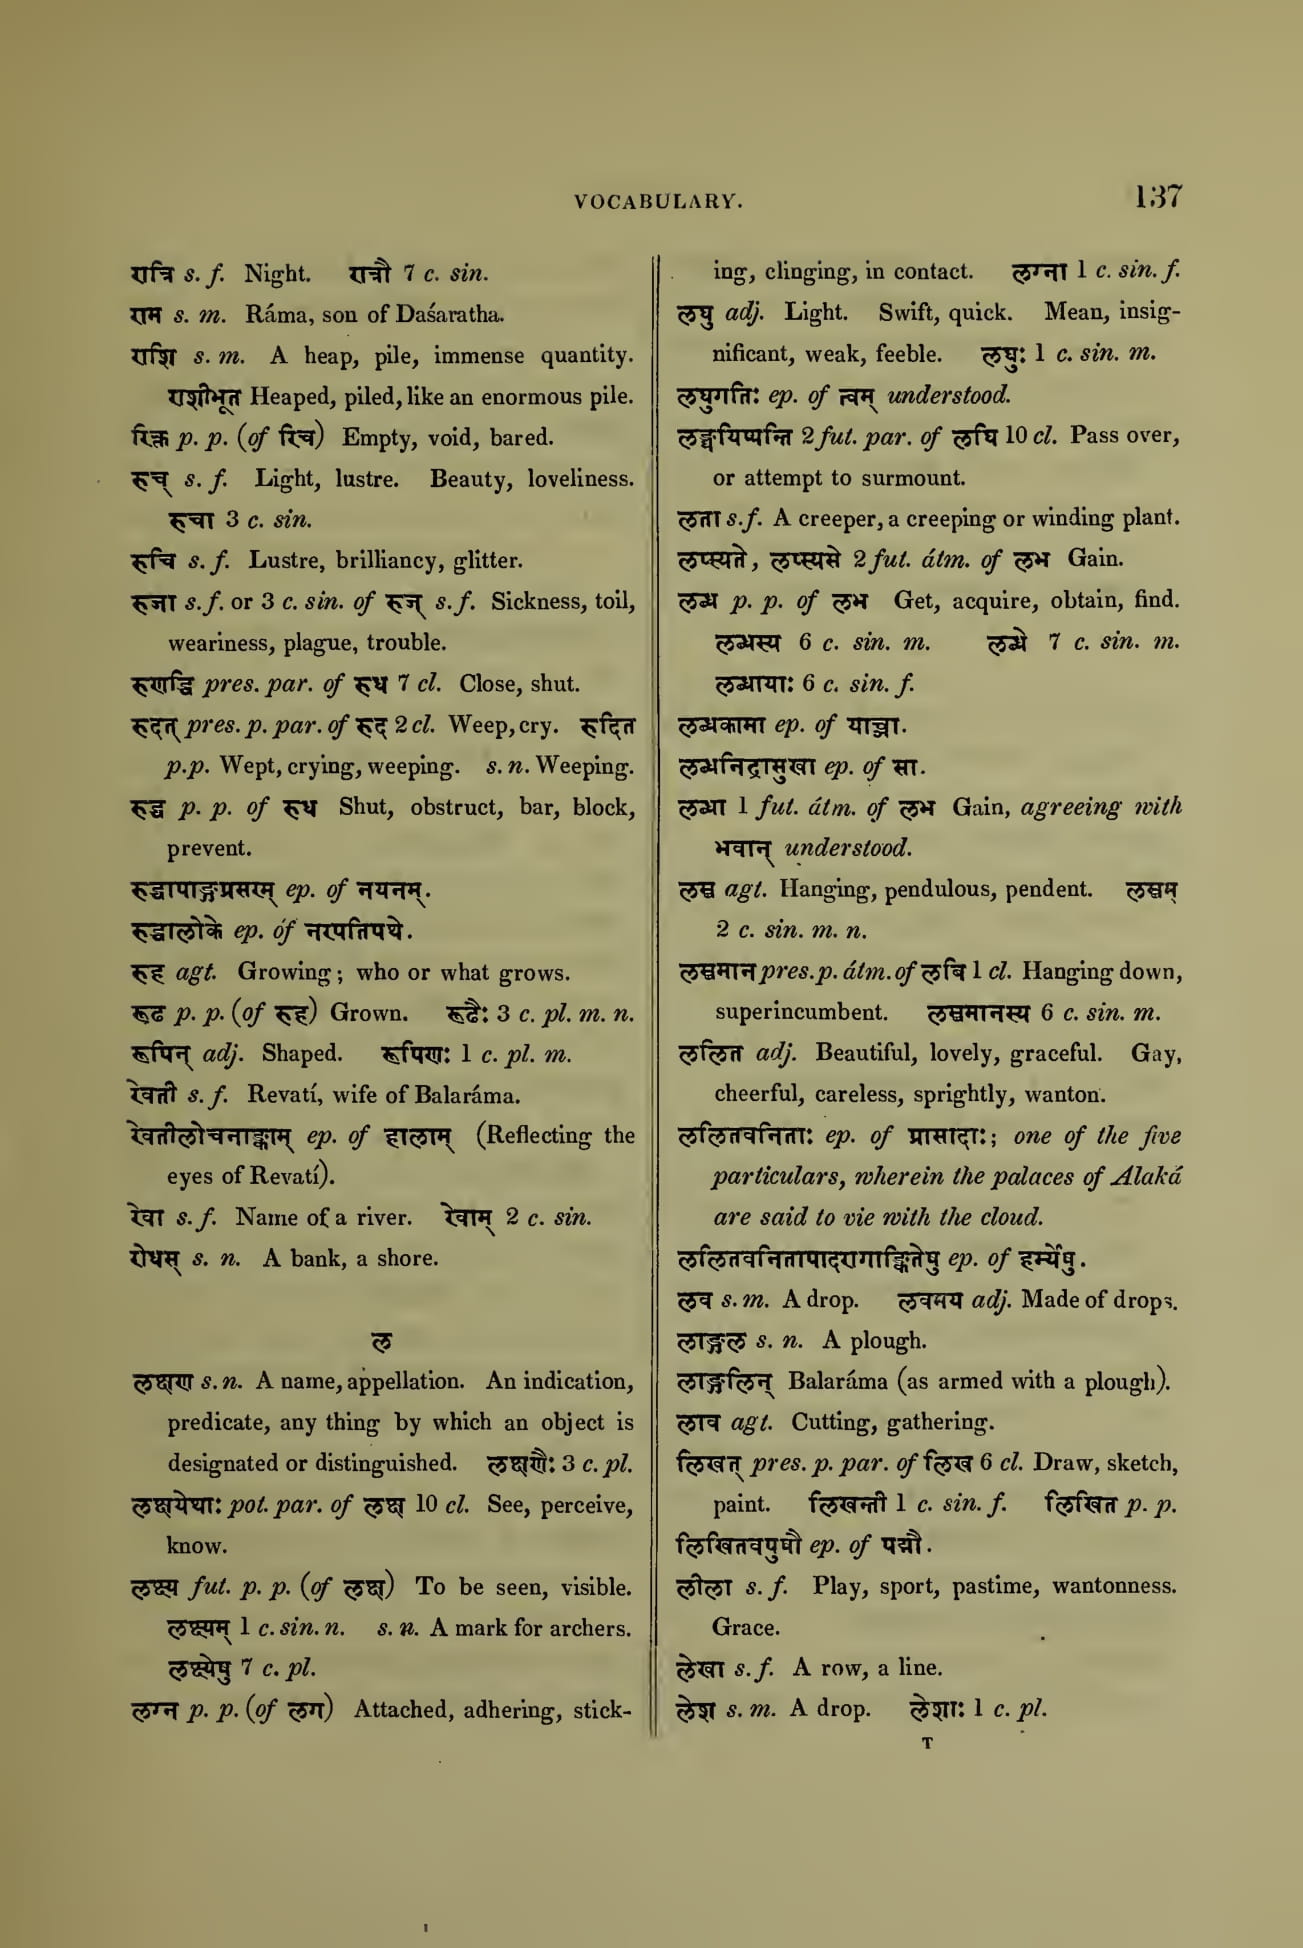 VOCABULARY.
137
रात्रि s. f. Night. रात्रौ 7 c. sin.
राम s. m. Ráma, son of Daśaratha.
राशि s. m. A heap, pile, immense quantity.
राशीभूत Heaped, piled, like an enormous pile.
रिक्त p. p. (of रिच) Empty, void, bared.
रुच् s. f. Light, lustre. Beauty, loveliness.
रुचा 3 c. sin.
रुचि s. f. Lustre, brilliancy, glitter.
रुजा s. f. or 3 c. sin. of रुज् s. f. Sickness, toil,
weariness, plague, trouble.
रुणद्धि pres. par. of रुध 7 cl. Close, shut.
रुदत् pres. p. par. of रुद 2 cl. Weep, cry. रुदित
p. p. Wept, crying, weeping. s. n. Weeping.
रुद्ध p. p. of रुध Shut, obstruct, bar, block,
prevent.
रुद्धापाङ्गप्रसरम् ep. of नयनम्.
रुद्धालोके ep. of नरपतिपथे.
रुह agt. Growing; who or what grows.
रूढ p. p. (of रुह) Grown. रूढैः 3 c. pl. m. n.
रूपिन् adj. Shaped. रूपिणः 1 c. pl. m.
रेवती s. f. Revatí, wife of Balaráma.
रेवतीलोचनाङ्काम् ep. of हालाम् (Reflecting the
eyes of Revatí).
रेवा s. f. Name of a river. रेवाम् 2 c. sin.
रोधस् s. n. A bank, a shore.
ल
लक्षण s. n. A name, appellation. An indication,
predicate, any thing by which an object is
designated or distinguished. लक्षणैः 3 c. pl.
लक्षयेथाः pot. par. of लक्ष 10 cl. See, perceive,
know.
लक्ष्य fut. p. p. (of लक्ष) To be seen, visible.
लक्ष्यम् 1 c. sin. n. s. n. A mark for archers.
लक्ष्येषु 7 c. pl.
लग्न p. p. (of लग) Attached, adhering, stick-
ing, clinging, in contact. लग्ना 1 c. sin. f.
लघु adj. Light. Swift, quick. Mean, insig-
nificant, weak, feeble. लघुः 1 c. sin. m.
लघुगतिः ep. of त्वम् understood.
लङ्घयिष्यन्ति 2 fut. par. of लघि 10 cl. Pass over,
or attempt to surmount.
लता s. f. A creeper, a creeping or winding plant.
लप्स्यते, लप्स्यसे 2 fut. átm. of लभ Gain.
लब्ध p. p. of लभ Get, acquire, obtain, find.
लब्धस्य 6 c. sin. m. लब्धे 7 c. sin. m.
लब्धायाः 6 c. sin. f.
लब्धकामा ep. of याच्ञा.
लब्धनिद्रासुखा ep. of सा.
लब्धा 1 fut. átm. of लभ Gain, agreeing with
भवान् understood.
लम्ब agt. Hanging, pendulous, pendent. लम्बम्
2 c. sin. m. n.
लम्बमान pres. p. átm. of लबि 1 cl. Hanging down,
superincumbent. लम्बमानस्य 6 c. sin. m.
ललित adj. Beautiful, lovely, graceful. Gay,
cheerful, careless, sprightly, wanton.
ललितवनिताः ep. of प्रासादाः; one of the five
particulars, wherein the palaces of Alaká
are said to vie with the cloud.
ललितवनितापादरागाङ्कितेषु ep. of हर्म्येषु.
लव s. m. A drop. लवमय adj. Made of drops.
लाङ्गल s. n. A plough.
लाङ्गलिन् Balaráma (as armed with a plough).
लाव agt. Cutting, gathering.
लिखत् pres. p. par. of लिख 6 cl. Draw, sketch,
paint. लिखन्ती 1 c. sin. f. लिखित p. p.
लिखितवपुषौ ep. of पद्मौ.
लीला s. f. Play, sport, pastime, wantonness.
Grace.
लेखा s. f. A row, a line.
लेश s. m. A drop. लेशाः 1 c. pl.
T